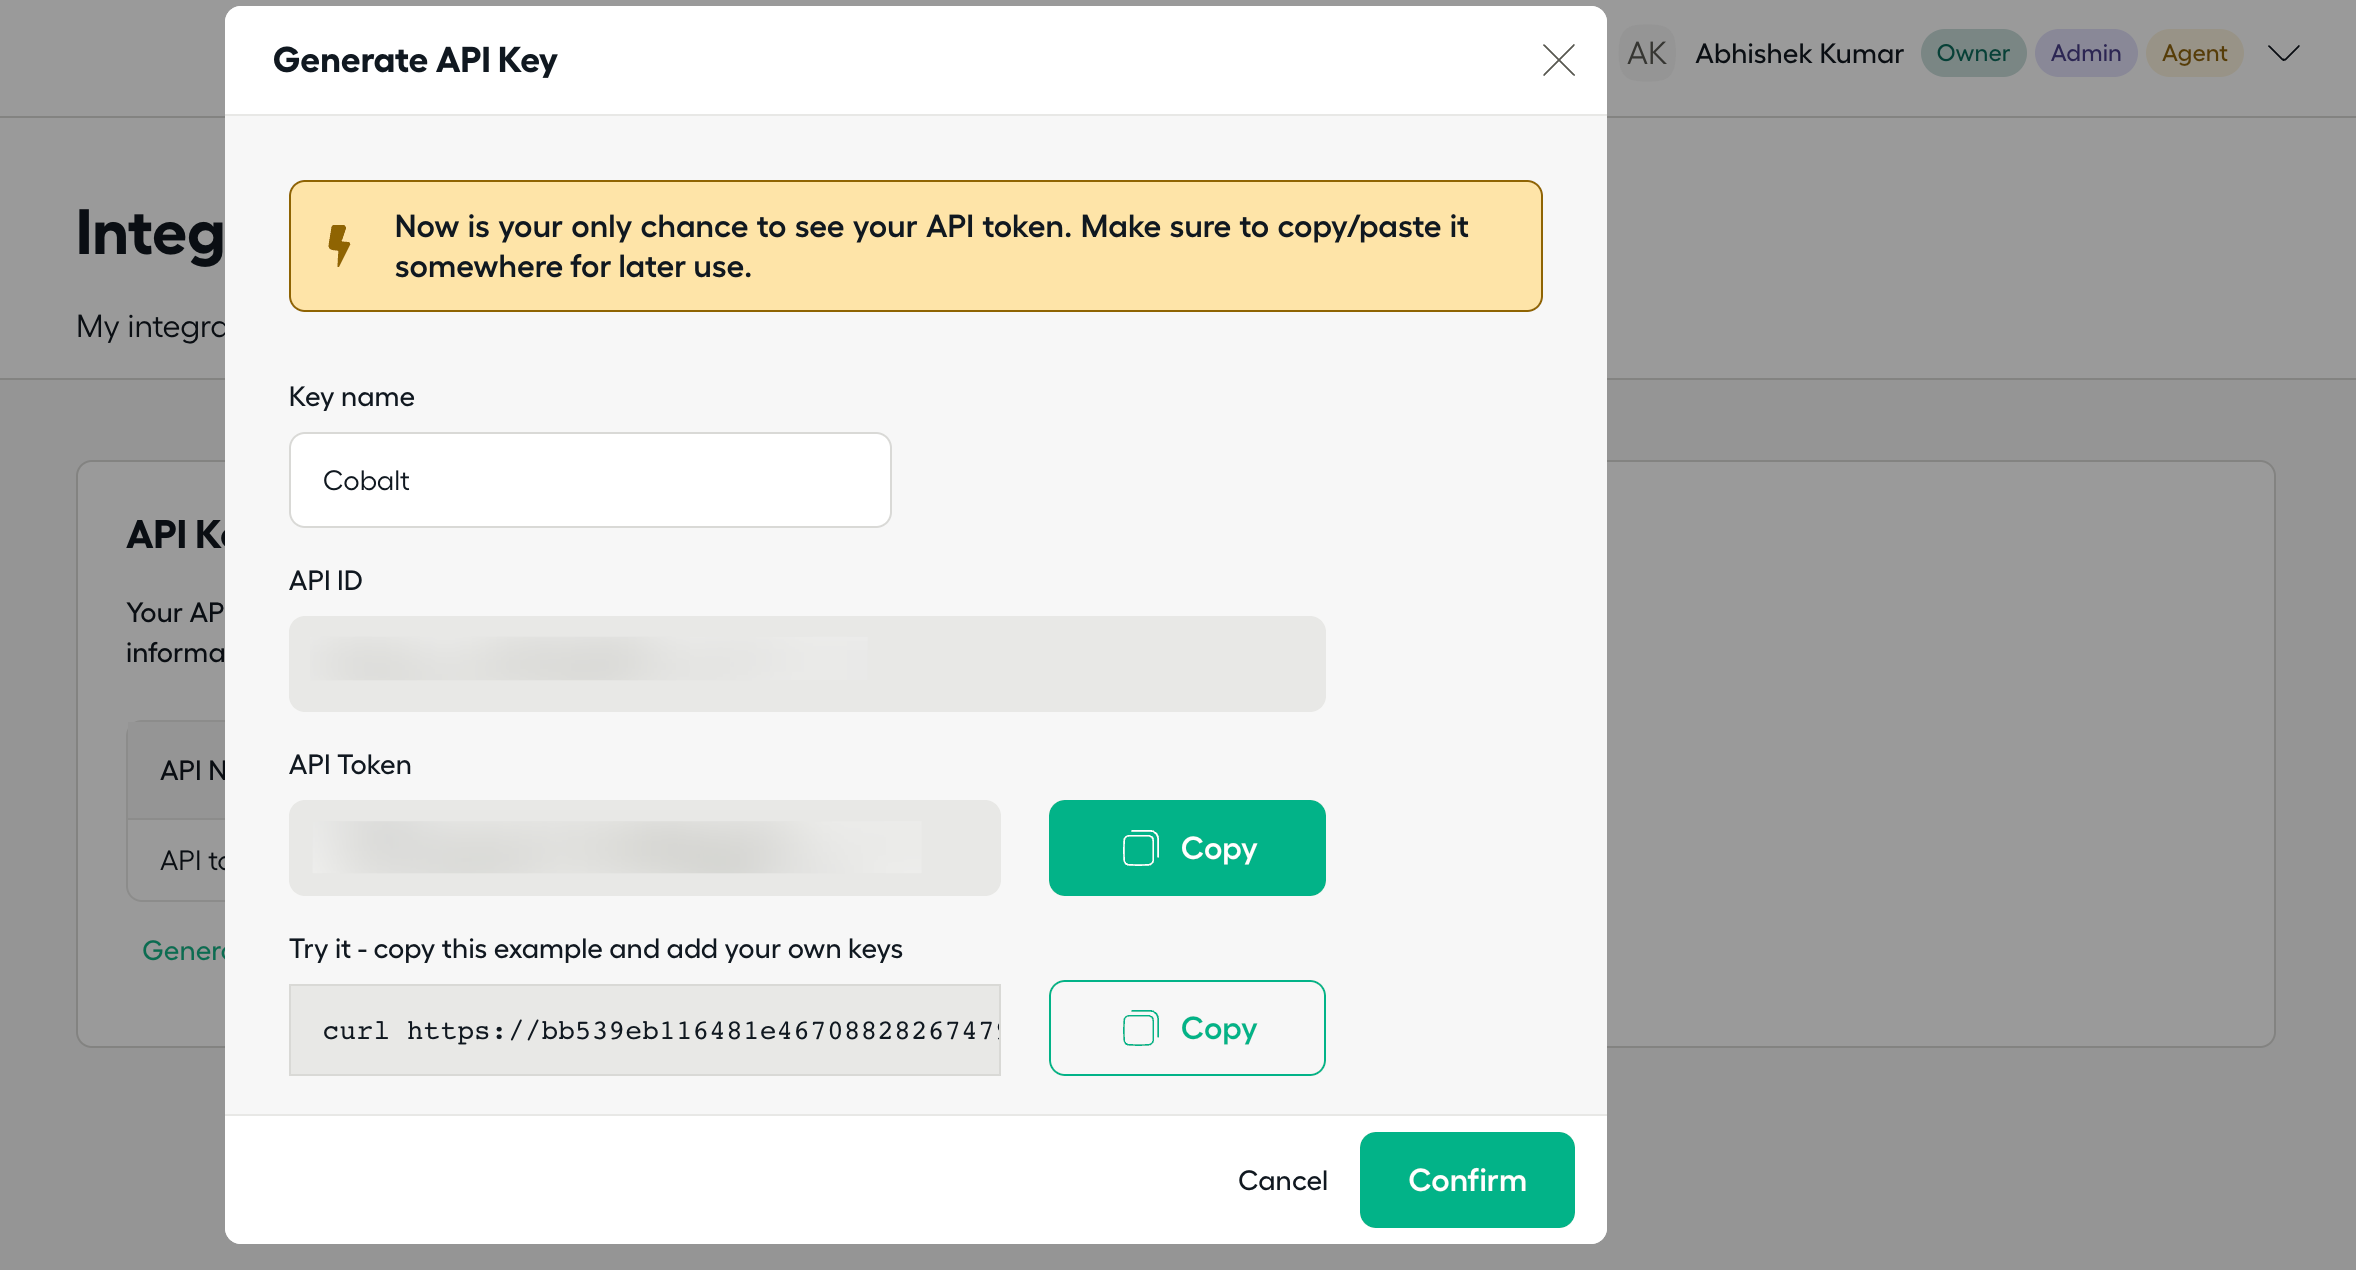 Generate API Key
AK Abhishek Kumar Owner Admin Agent
Integ
My integra
Now is your only chance to see your API token. Make sure to copy/paste it
somewhere for later use.
Key name
Cobalt
API Ke
Your AP
informa
API ID
API N
API Token
API to
Copy
Genera
Try it - copy this example and add your own keys
curl https://bb539eb116481e4670882826747
Copy
Cancel
Confirm